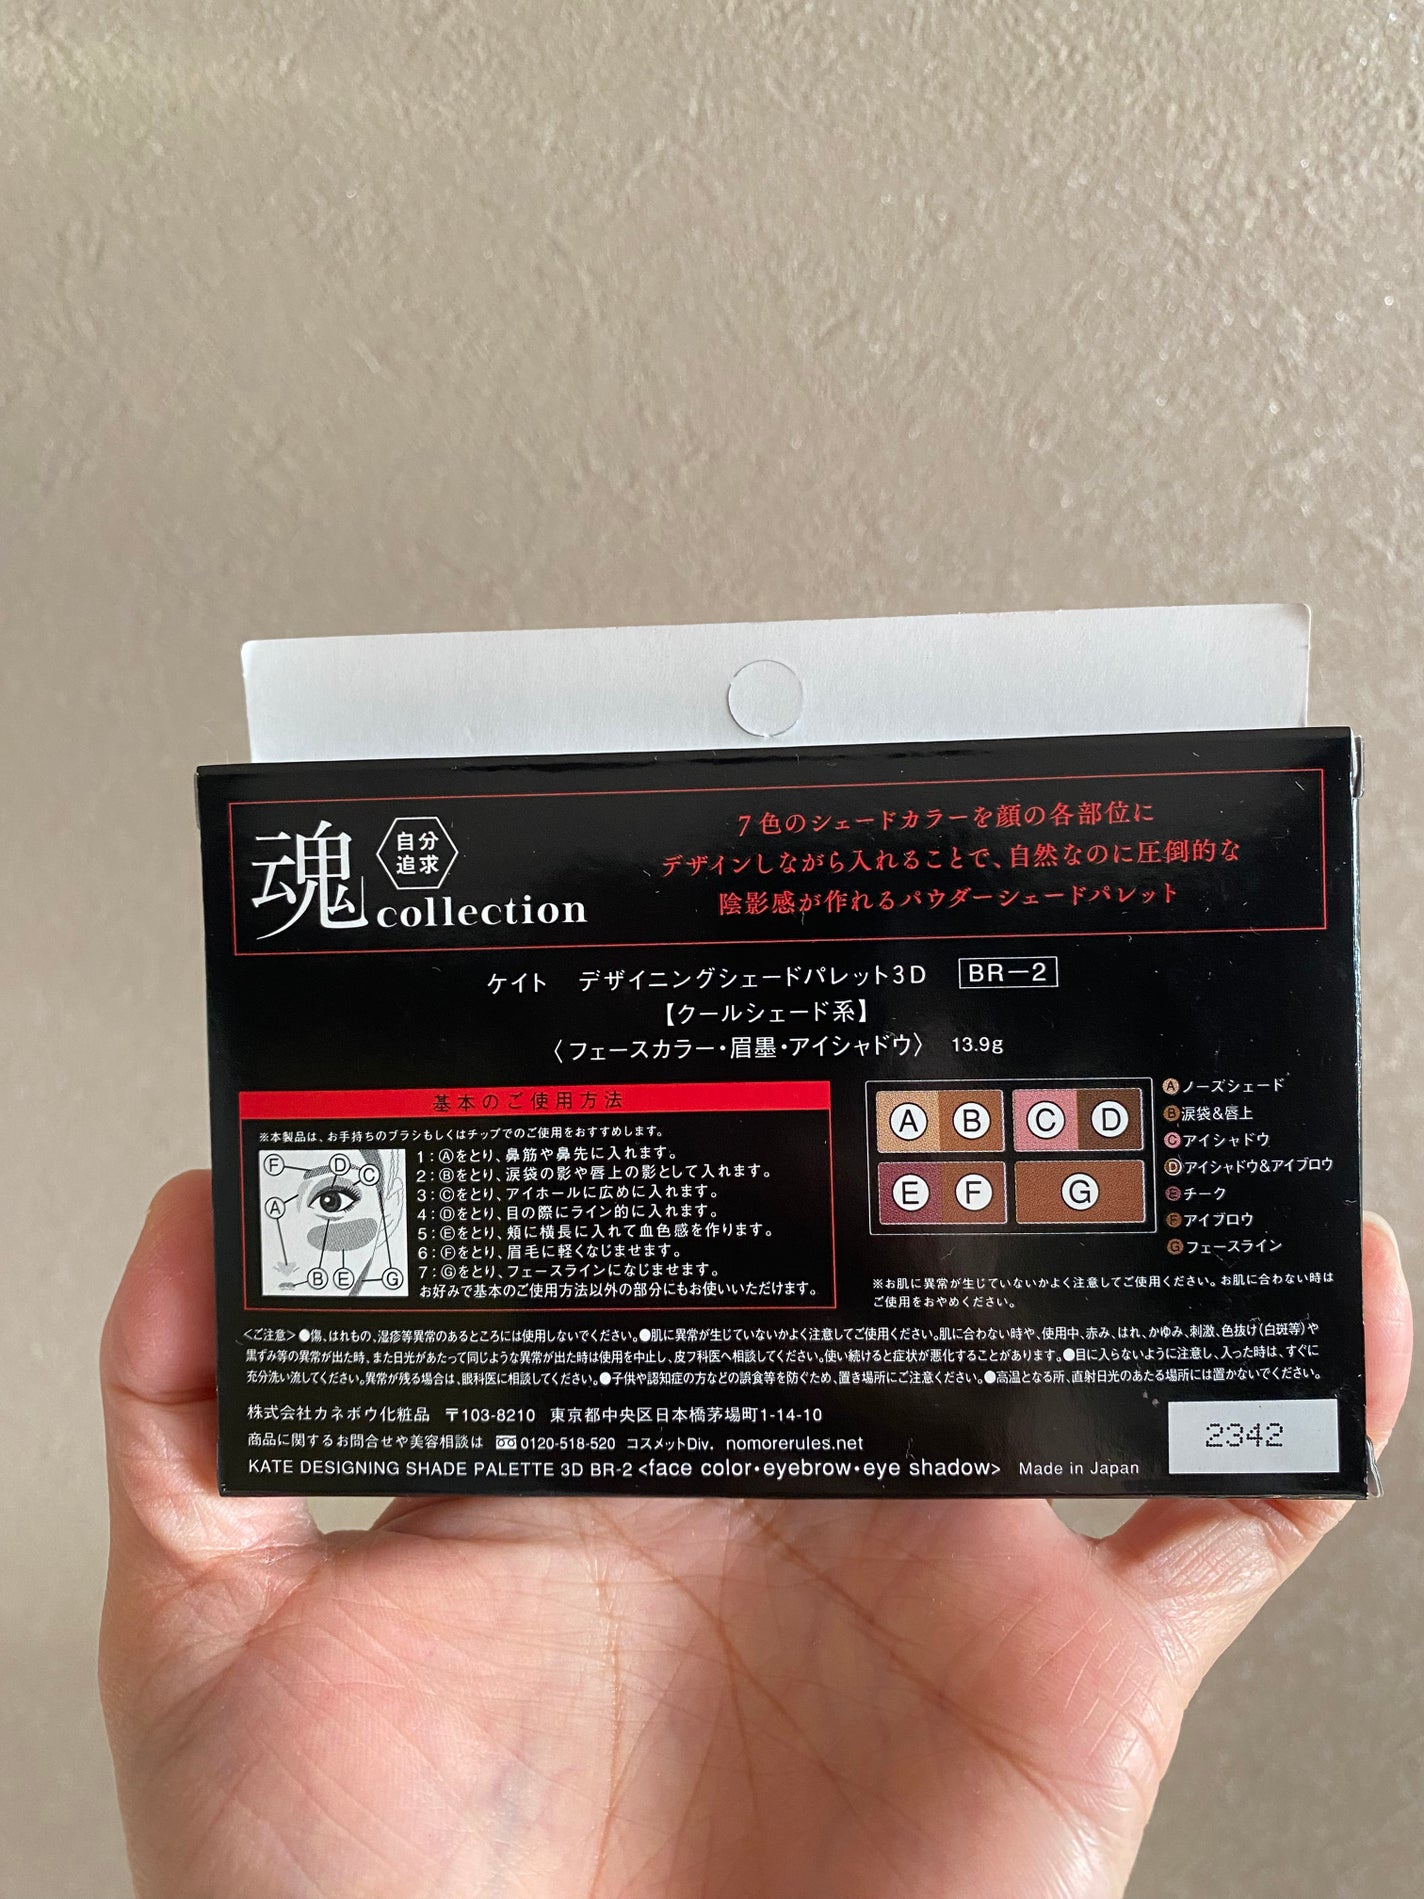 魂 collection
自分
追求
7色のシェードカラーを顔の各部位に
デザインしながら入れることで、自然なのに圧倒的な
陰影感が作れるパウダーシェードパレット
ケイト デザイニングシェードパレット3D BR−2
【クールシェード系】
〈フェースカラー・眉墨・アイシャドウ〉 13.9g
基本のご使用方法
※本製品は、お手持ちのブラシもしくはチップでのご使用をおすすめします。
Ⓕ Ⓓ Ⓒ
Ⓐ
Ⓑ Ⓔ Ⓖ
1：Ⓐをとり、鼻筋や鼻先に入れます。
2：Ⓑをとり、涙袋の影や唇上の影として入れます。
3：Ⓒをとり、アイホールに広めに入れます。
4：Ⓓをとり、目の際にライン的に入れます。
5：Ⓔをとり、頬に横長に入れて血色感を作ります。
6：Ⓕをとり、眉毛に軽くなじませます。
7：Ⓖをとり、フェースラインになじませます。
お好みで基本のご使用方法以外の部分にもお使いいただけます。
Ⓐ Ⓑ Ⓒ Ⓓ
Ⓔ Ⓕ Ⓖ
Ⓐノーズシェード
Ⓑ涙袋&唇上
Ⓒアイシャドウ
Ⓓアイシャドウ&アイブロウ
Ⓔチーク
Ⓕアイブロウ
Ⓖフェースライン
※お肌に異常が生じていないかよく注意してご使用ください。お肌に合わない時は
ご使用をおやめください。
＜ご注意＞●傷、はれもの、湿疹等異常のあるところには使用しないでください。●肌に異常が生じていないかよく注意してご使用ください。肌に合わない時や、使用中、赤み、はれ、かゆみ、刺激、色抜け（白斑等）や
黒ずみ等の異常が出た時、また日光があたって同じような異常が出た時は使用を中止し、皮フ科医へ相談してください。使い続けると症状が悪化することがあります。●目に入らないように注意し、入った時は、すぐに
充分洗い流してください。異常が残る場合は、眼科医に相談してください。●子供や認知症の方などの誤食等を防ぐため、置き場所にご注意ください。●高温となる所、直射日光のあたる場所には置かないでください。
株式会社カネボウ化粧品 〒103-8210 東京都中央区日本橋茅場町1-14-10
商品に関するお問合せや美容相談は 0120-518-520 コスメットDiv. nomorerules.net
KATE DESIGNING SHADE PALETTE 3D BR-2 <face color・eyebrow・eye shadow> Made in Japan
2342